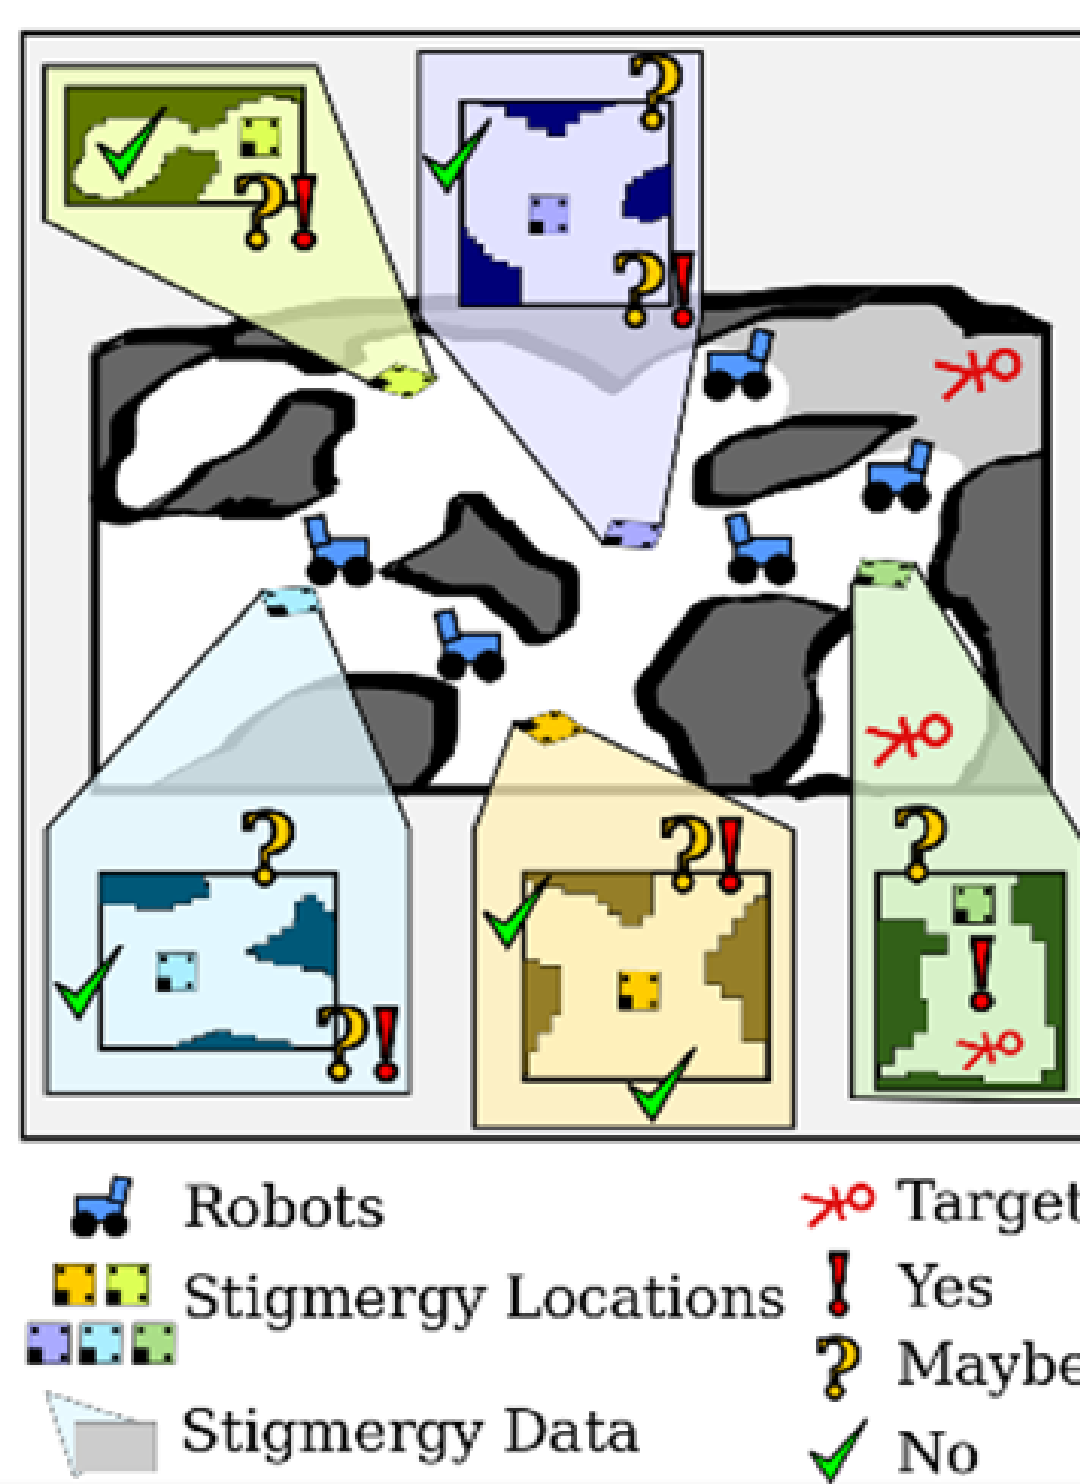 Robots
Target
Stigmergy Locations
Yes
Maybe
Stigmergy Data
No